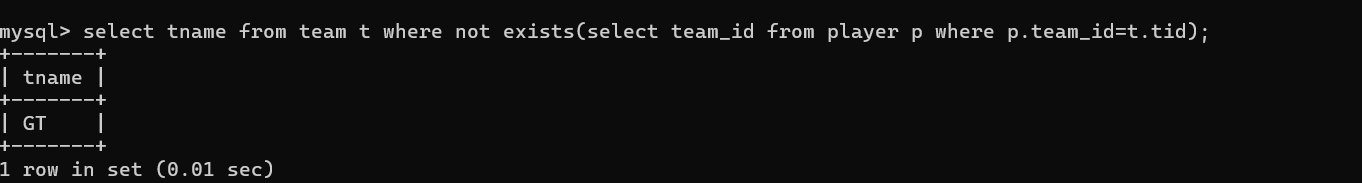 mysql> select tname from team t where not exists(select team_id from player p where p.team_id=t.tid);
+-------+
| tname |
+-------+
| GT    |
+-------+
1 row in set (0.01 sec)